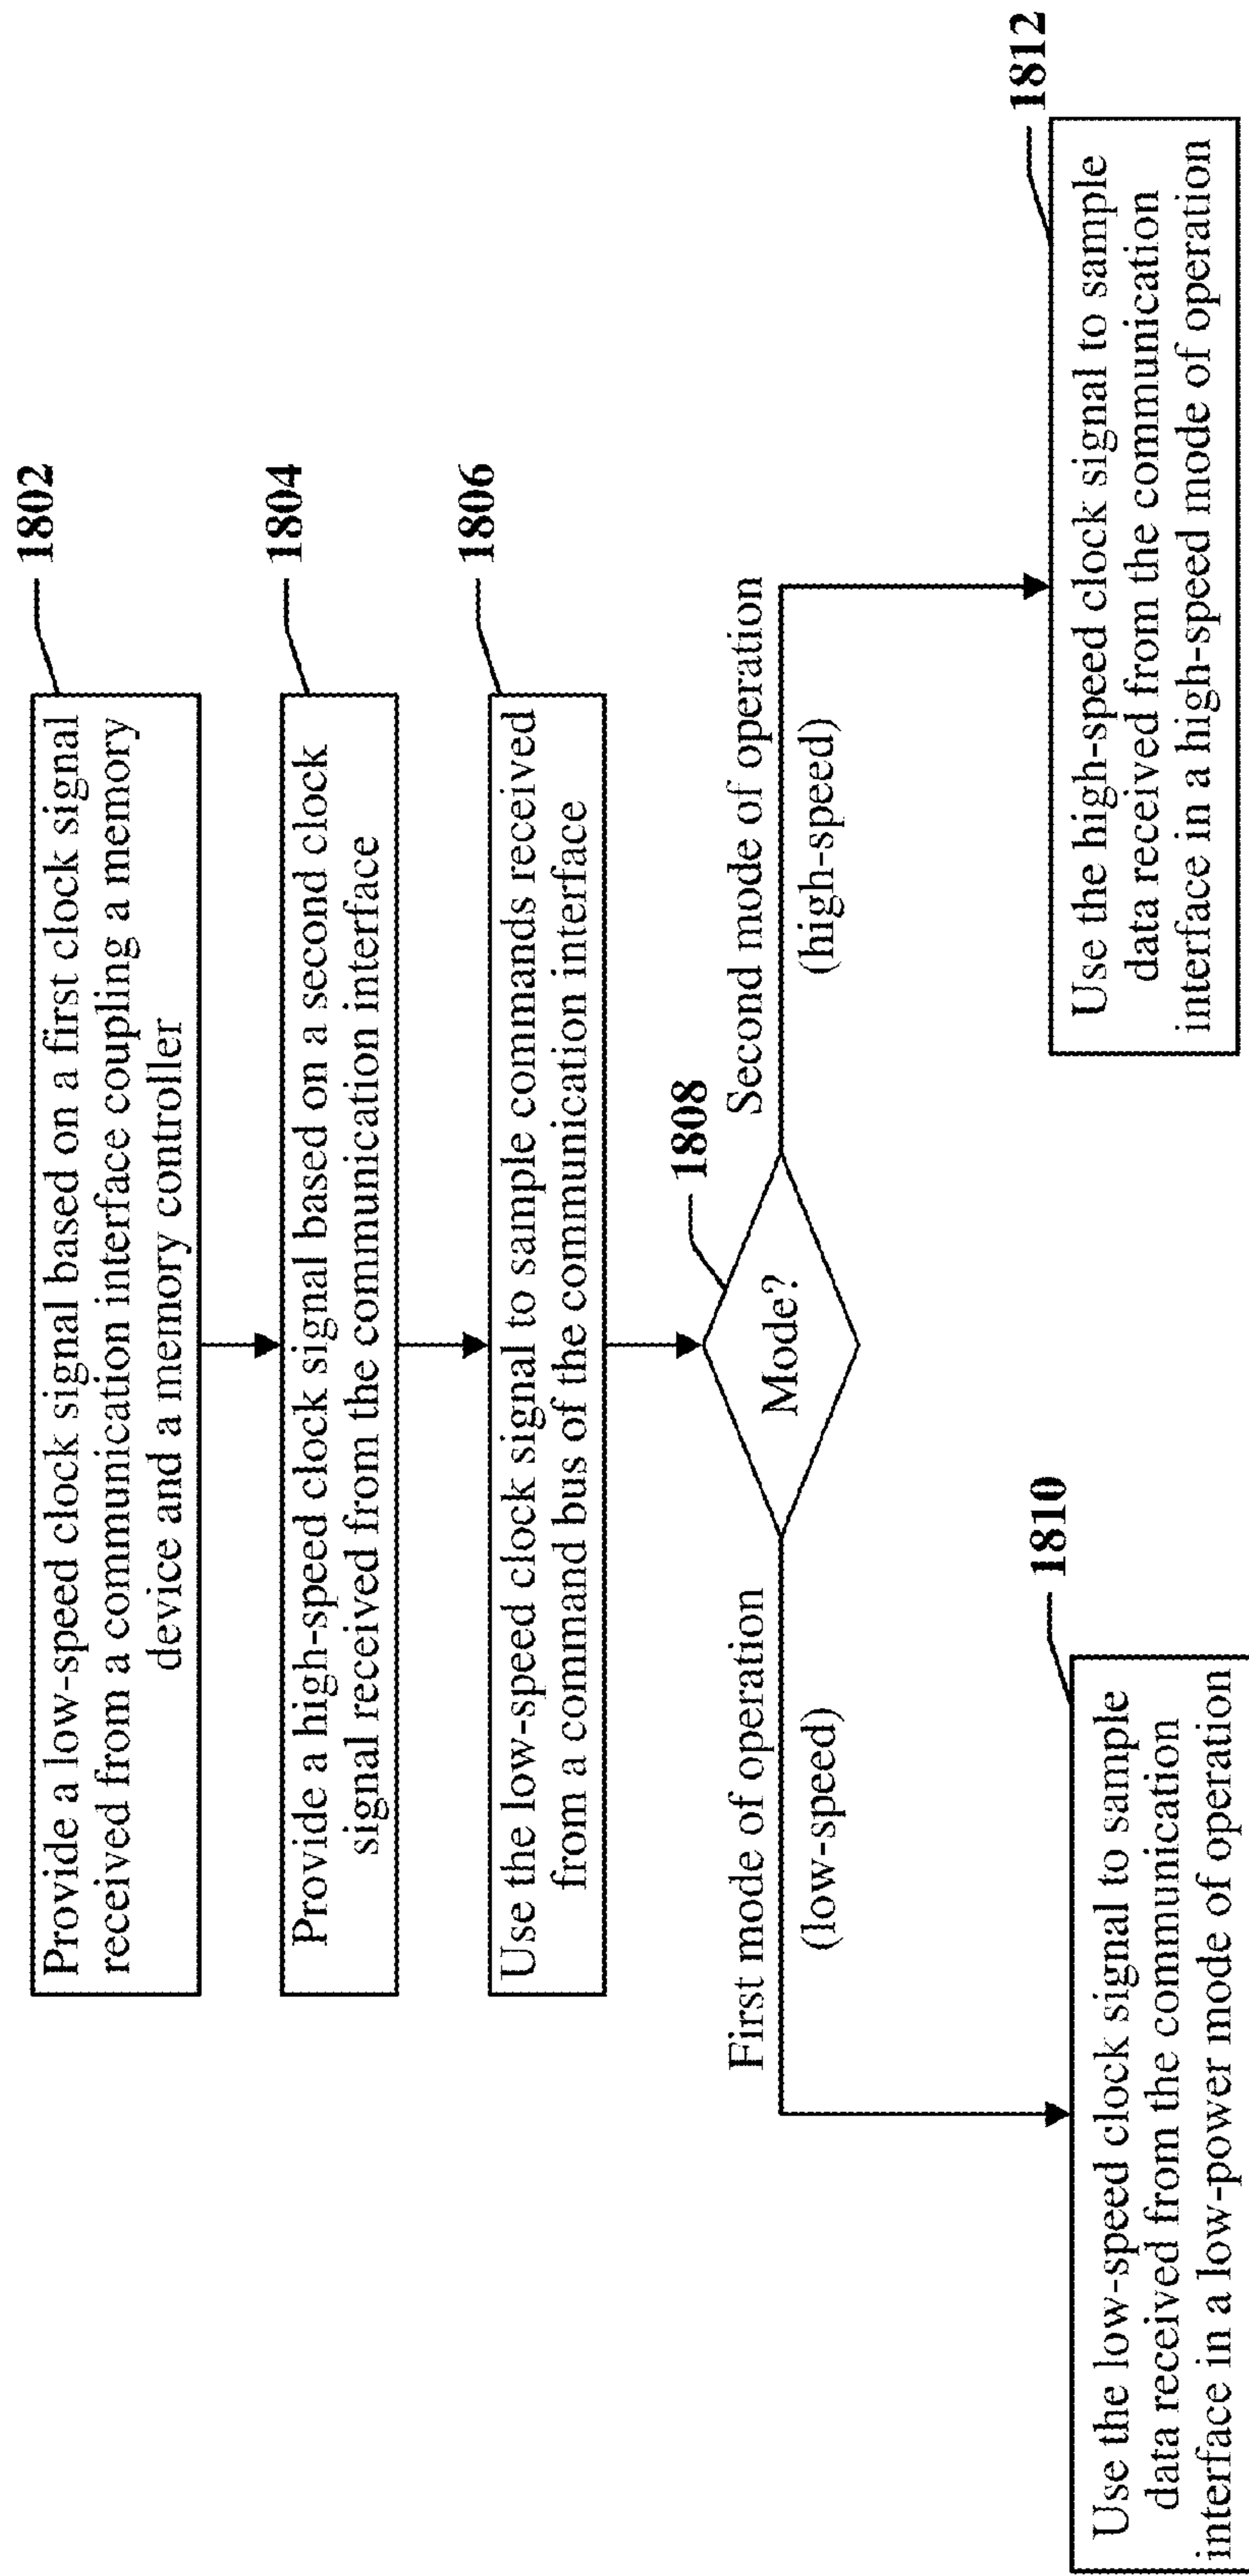 1802
Provide a low-speed clock signal based on a first clock signal
received from a communication interface coupling a memory
device and a memory controller
1804
Provide a high-speed clock signal based on a second clock
signal received from the communication interface
1806
Use the low-speed clock signal to sample commands received
from a command bus of the communication interface
1808
Mode?
First mode of operation
(low-speed)
Second mode of operation
(high-speed)
1810
Use the low-speed clock signal to sample
data received from the communication
interface in a low-power mode of operation
1812
Use the high-speed clock signal to sample
data received from the communication
interface in a high-speed mode of operation